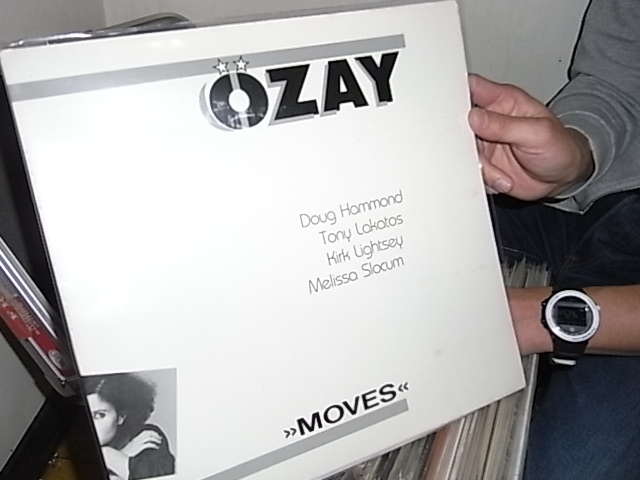 ÖZAY
Doug Hammond
Tony Lakatos
Kirk Lightsey
Melissa Slocum
»MOVES«